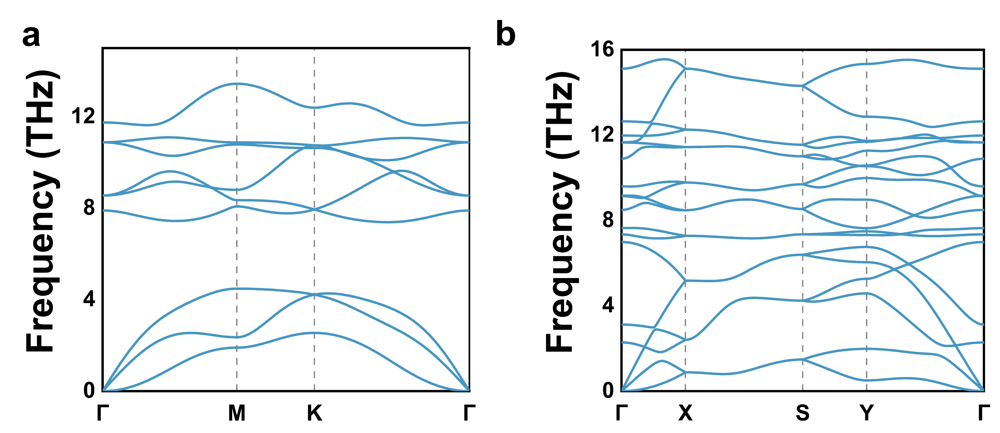 a
Frequency (THz)
12
8
4
0
Γ M K Γ
b
Frequency (THz)
16
12
8
4
0
Γ X S Y Γ